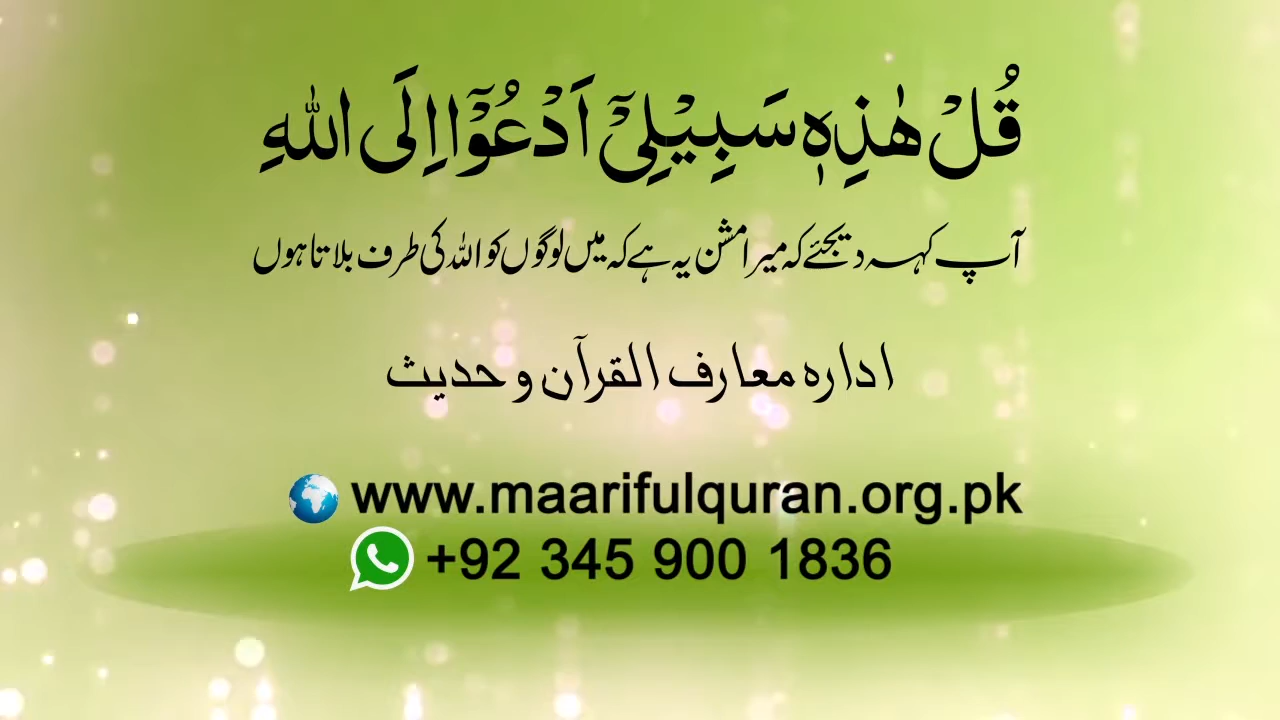 قُلْ هٰذِهٖ سَبِيْلِيْٓ اَدْعُوْٓا اِلَى اللهِ
آپ کہہ دیجئے کہ میرا مشن یہ ہے کہ میں لوگوں کو اللہ کی طرف بلاتا ہوں
ادارہ معارف القرآن و حدیث
www.maarifulquran.org.pk
+92 345 900 1836